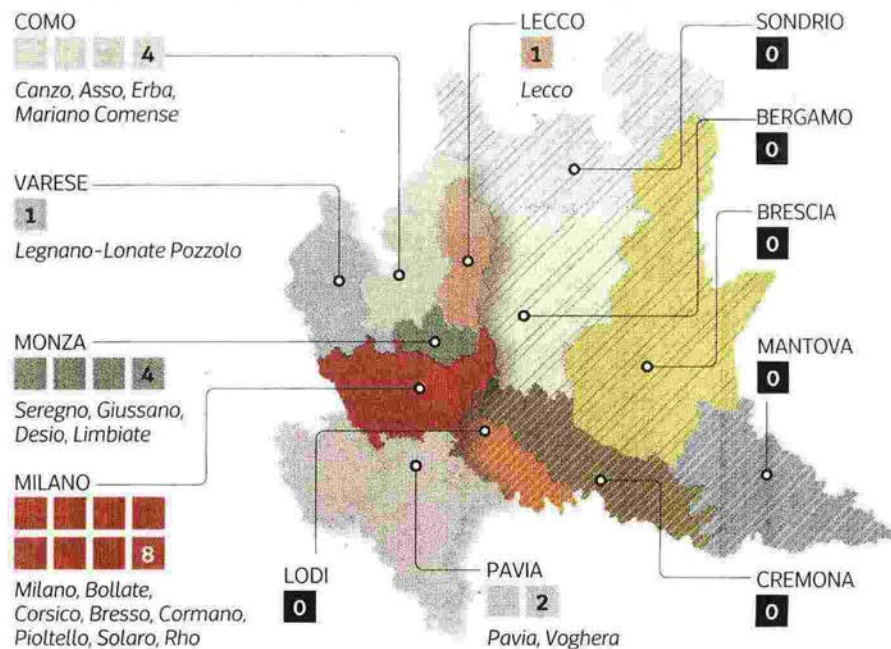 COMO
4
Canzo, Asso, Erba,
Mariano Comense
VARESE
1
Legnano-Lonate Pozzolo
MONZA
4
Seregno, Giussano,
Desio, Limbiate
MILANO
8
Milano, Bollate,
Corsico, Bresso, Cormano,
Pioltello, Solaro, Rho
LECCO
1
Lecco
SONDRIO
0
BERGAMO
0
BRESCIA
0
MANTOVA
0
LODI
0
PAVIA
2
Pavia, Voghera
CREMONA
0